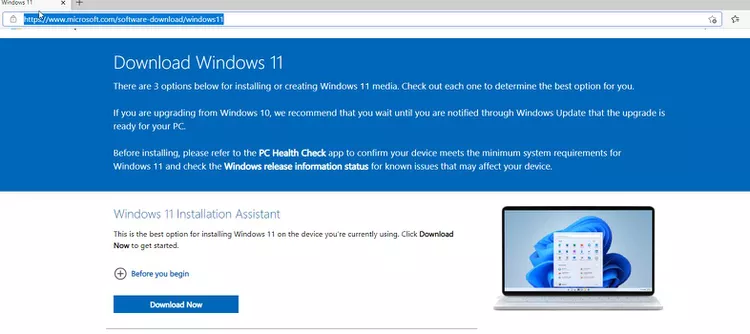 Windows 11
https://www.microsoft.com/software-download/windows11
Download Windows 11
There are 3 options below for installing or creating Windows 11 media. Check out each one to determine the best option for you.
If you are upgrading from Windows 10, we recommend that you wait until you are notified through Windows Update that the upgrade is
ready for your PC.
Before installing, please refer to the PC Health Check app to confirm your device meets the minimum system requirements for
Windows 11 and check the Windows release information status for known issues that may affect your device.
Windows 11 Installation Assistant
This is the best option for installing Windows 11 on the device you're currently using. Click Download
Now to get started.
Before you begin
Download Now